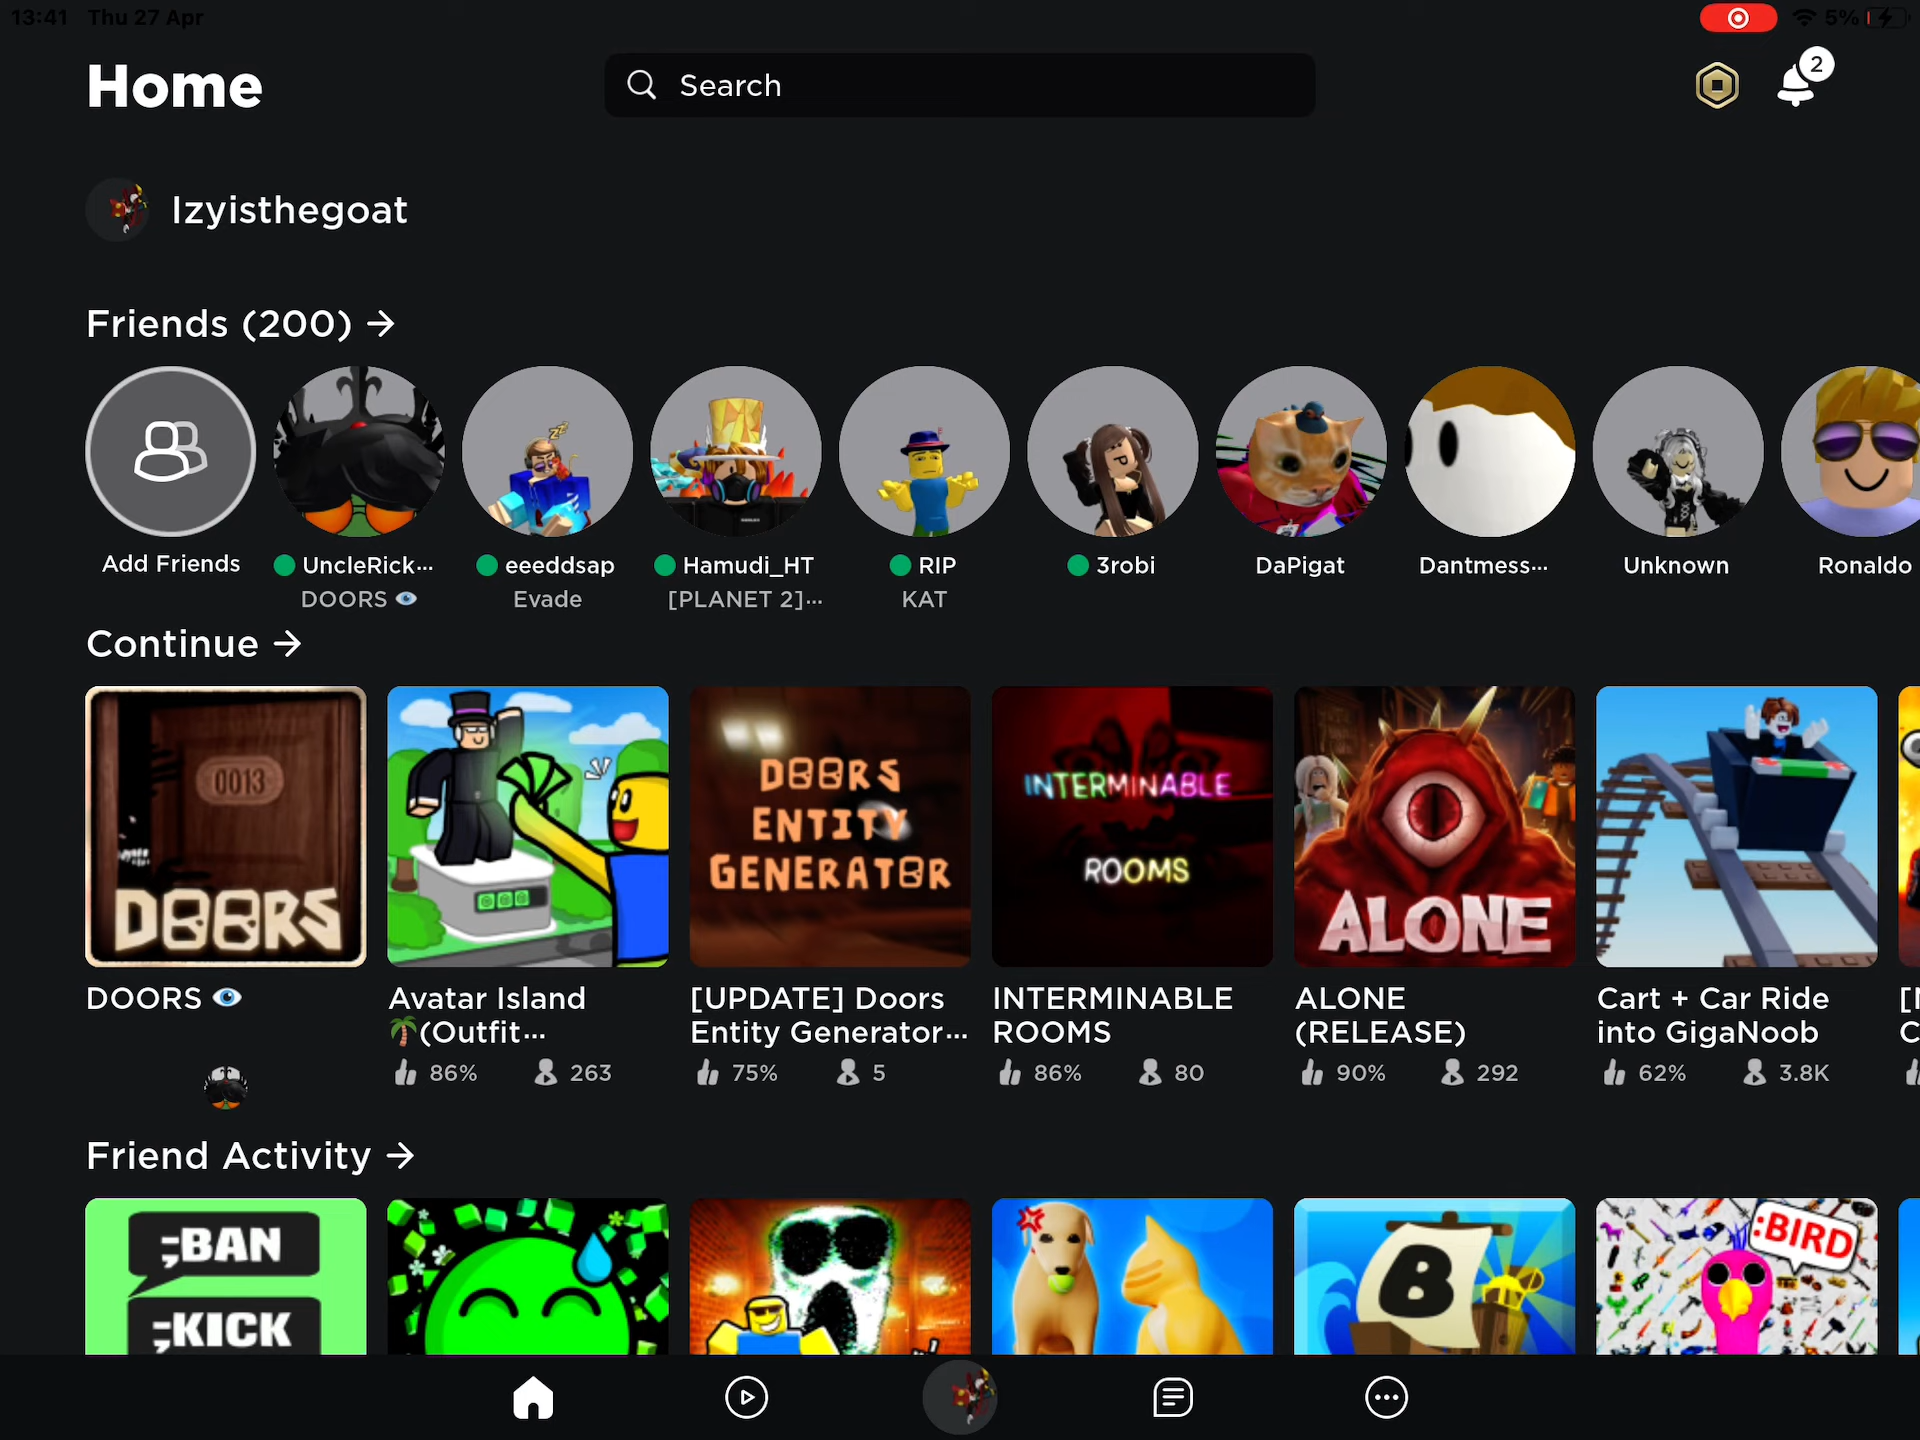 13:41 Thu 27 Apr
5%
Home
Search
2
Izyisthegoat
Friends (200)
Add Friends
UncleRick...
eeeddsap
Hamudi_HT
RIP
3robi
DaPigat
Dantmess...
Unknown
Ronaldo
DOORS
Evade
[PLANET 2]...
KAT
Continue
0013
DOORS
DOORS
ENTITY
GENERATOR
INTERMINABLE
ROOMS
ALONE
DOORS
Avatar Island
(Outfit...
86% 263
[UPDATE] Doors
Entity Generator...
75% 5
INTERMINABLE
ROOMS
86% 80
ALONE
(RELEASE)
90% 292
Cart + Car Ride
into GigaNoob
62% 3.8K
[
C
Friend Activity
;BAN
;KICK
B
:BIRD